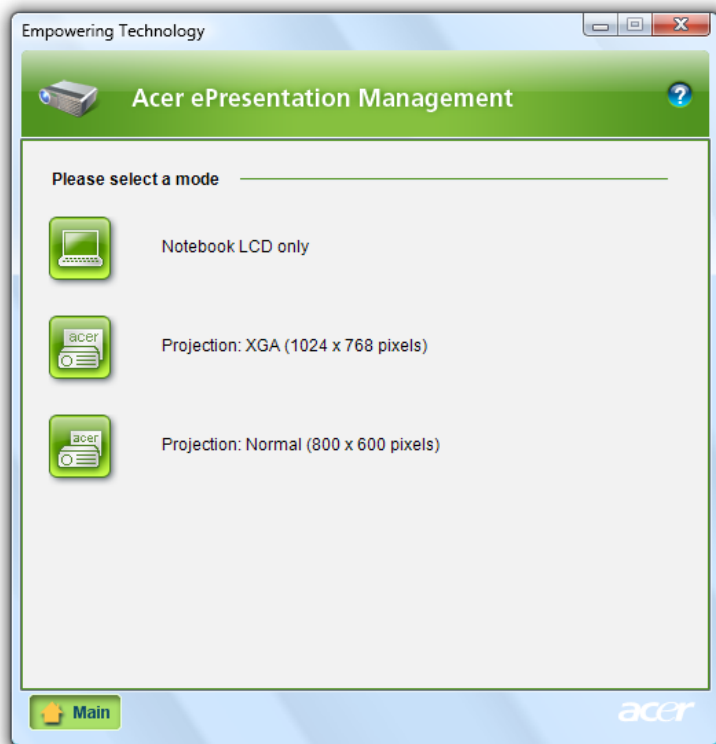 Empowering Technology
Acer ePresentation Management
?
Please select a mode
Notebook LCD only
acer
Projection: XGA (1024 x 768 pixels)
acer
Projection: Normal (800 x 600 pixels)
Main
acer